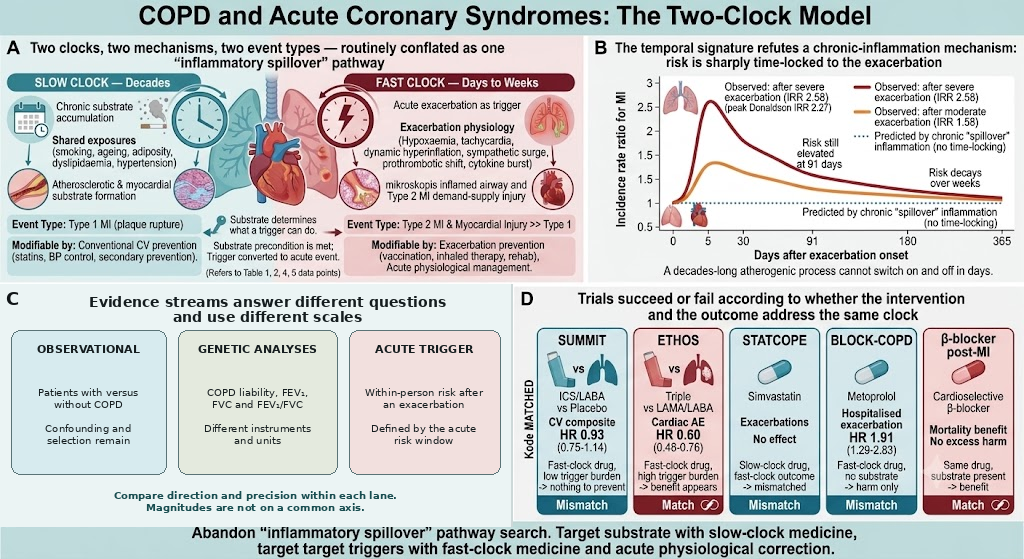 COPD and Acute Coronary Syndromes: The Two-Clock Model
A Two clocks, two mechanisms, two event types — routinely conflated as one
“inflammatory spillover” pathway
SLOW CLOCK — Decades
Chronic substrate
accumulation
Shared exposures
(smoking, ageing, adiposity,
dyslipidaemia, hypertension)
Atherosclerotic & myocardial
substrate formation
Event Type: Type 1 MI (plaque rupture)
Modifiable by: Conventional CV prevention
(statins, BP control, secondary prevention).
Substrate determines
what a trigger can do.
Substrate precondition is met;
Trigger converted to acute event.
(Refers to Table 1, 2, 4, 5 data points)
FAST CLOCK — Days to Weeks
Acute exacerbation as trigger
Exacerbation physiology
(Hypoxaemia, tachycardia,
dynamic hyperinflation, sympathetic surge,
prothrombotic shift, cytokine burst)
mikroskopis inflamed airway and
Type 2 MI demand-supply injury
Event Type: Type 2 MI & Myocardial Injury >> Type 1
Modifiable by: Exacerbation prevention
(vaccination, inhaled therapy, rehab),
Acute physiological management.
B The temporal signature refutes a chronic-inflammation mechanism:
risk is sharply time-locked to the exacerbation
Incidence rate ratio for MI
3
2.5
2
1.5
1.5
1
0.5
Observed: after severe
exacerbation (IRR 2.58)
(peak Donaldson IRR 2.27)
Observed: after severe
exacerbation (IRR 2.58)
Observed: after moderate
exacerbation (IRR 1.58)
Predicted by chronic "spillover"
inflammation (no time-locking)
Risk still
elevated
at 91 days
Risk decays
over weeks
Predicted by chronic "spillover" inflammation
(no time-locking)
0 5 30 91 180 365
Days after exacerbation onset
A decades-long atherogenic process cannot switch on and off in days.
C Evidence streams answer different questions
and use different scales
OBSERVATIONAL
Patients with versus
without COPD
Confounding and
selection remain
GENETIC ANALYSES
COPD liability, FEV₁,
FVC and FEV₁/FVC
Different instruments
and units
ACUTE TRIGGER
Within-person risk after
an exacerbation
Defined by the acute
risk window
Compare direction and precision within each lane.
Magnitudes are not on a common axis.
D Trials succeed or fail according to whether the intervention
and the outcome address the same clock
Kode MATCHED
SUMMIT
vs
ICS/LABA
vs Placebo
CV composite
HR 0.93
(0.75-1.14)
Fast-clock drug,
low trigger burden
-> nothing to prevent
Mismatch
ETHOS
vs
Triple
vs LAMA/LABA
Cardiac AE
HR 0.60
(0.48-0.76)
Fast-clock drug,
high trigger burden
-> benefit appears
Match
STATCOPE
Simvastatin
Exacerbations
No effect
Slow-clock drug,
fast-clock outcome
-> mismatched
Mismatch
BLOCK-COPD
Metoprolol
Hospitalised
exacerbation
HR 1.91
(1.29-2.83)
Fast-clock drug,
no substrate
-> harm only
Mismatch
β-blocker
post-MI
Cardioselective
β-blocker
Mortality benefit
No excess harm
Same drug,
substrate present
-> benefit
Match
Abandon “inflammatory spillover” pathway search. Target substrate with slow-clock medicine,
target target triggers with fast-clock medicine and acute physiological correction.